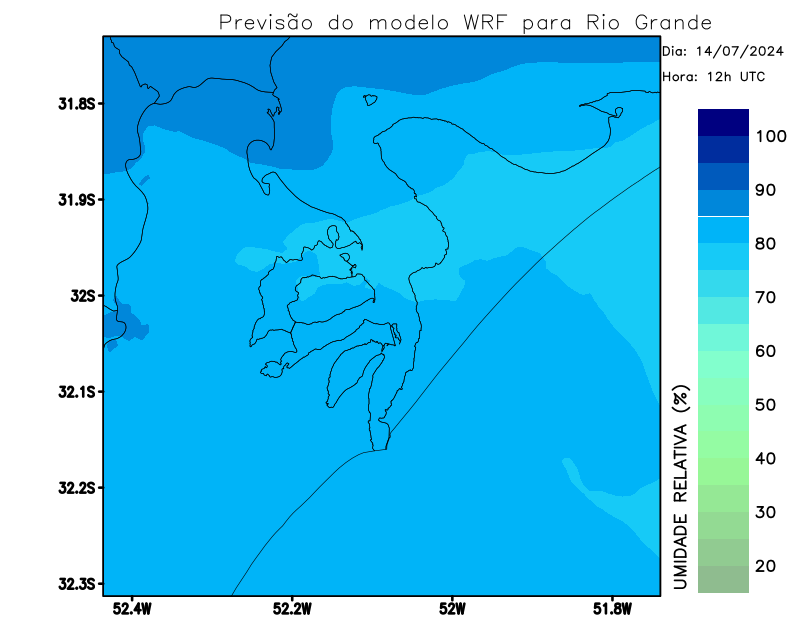 Previsão do modelo WRF para Rio Grande
Dia: 14/07/2024
Hora: 12h UTC
31.8S
31.9S
32S
32.1S
32.2S
32.3S
52.4W
52.2W
52W
51.8W
100
90
80
70
60
50
40
30
20
UMIDADE RELATIVA (%)